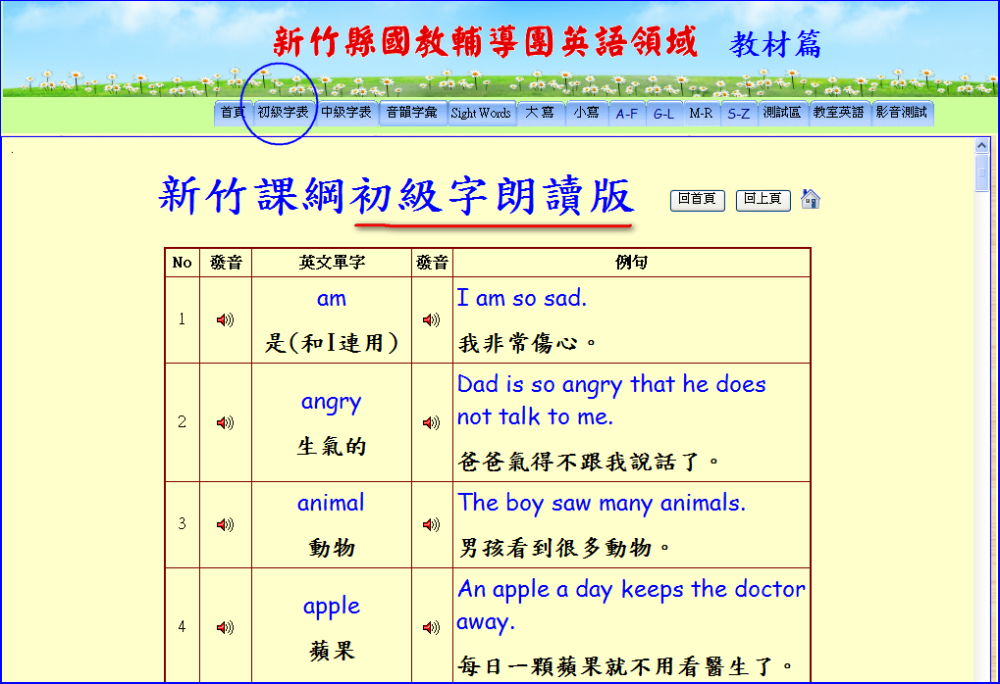 新竹縣國教輔導團英語領域 教材篇
首頁 初級字表 中級字表 音韻字彙 Sight Words 大寫 小寫 A-F G-L M-R S-Z 測試區 教室英語 影音測試
新竹課綱初級字朗讀版 回首頁 回上頁
No 發音 英文單字 發音 例句
1
am
是(和I連用)
I am so sad.
我非常傷心。
2
angry
生氣的
Dad is so angry that he does
not talk to me.
爸爸氣得不跟我說話了。
3
animal
動物
The boy saw many animals.
男孩看到很多動物。
4
apple
蘋果
An apple a day keeps the doctor
away.
每日一顆蘋果就不用看醫生了。